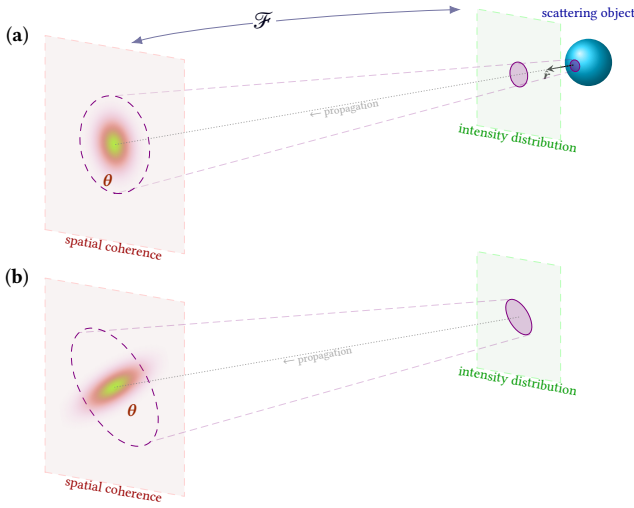 scattering object
(a)
ℱ
r̂
← propagation
intensity distribution
θ
spatial coherence
(b)
← propagation
intensity distribution
θ
spatial coherence